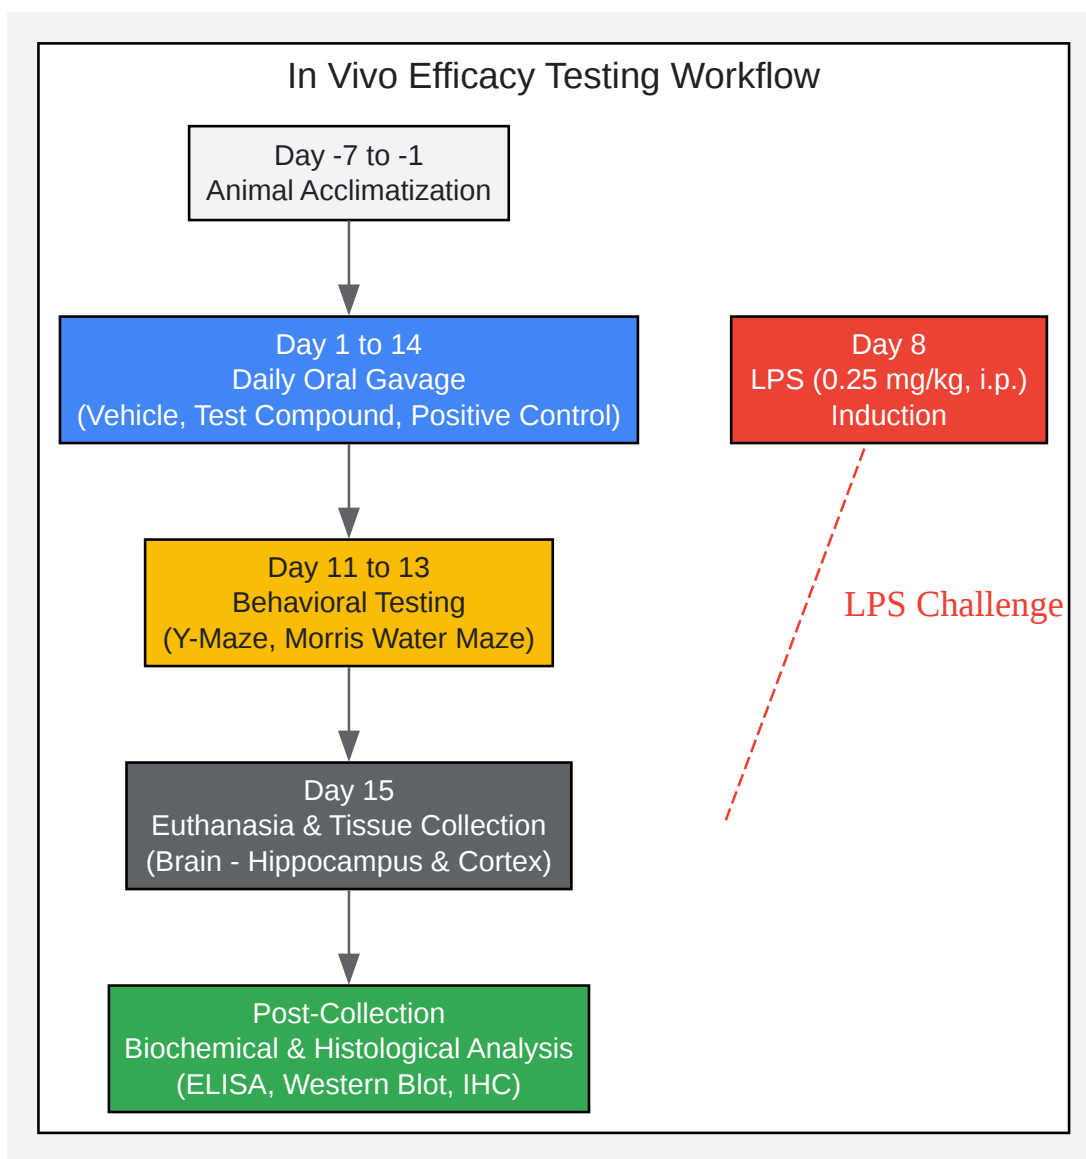 In Vivo Efficacy Testing Workflow
Day -7 to -1
Animal Acclimatization
Day 1 to 14
Daily Oral Gavage
(Vehicle, Test Compound, Positive Control)
Day 8
LPS (0.25 mg/kg, i.p.)
Induction
Day 11 to 13
Behavioral Testing
(Y-Maze, Morris Water Maze)
LPS Challenge
Day 15
Euthanasia & Tissue Collection
(Brain - Hippocampus & Cortex)
Post-Collection
Biochemical & Histological Analysis
(ELISA, Western Blot, IHC)